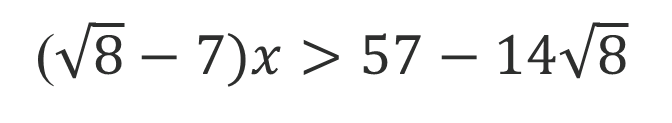 (√8 − 7)x > 57 − 14√8